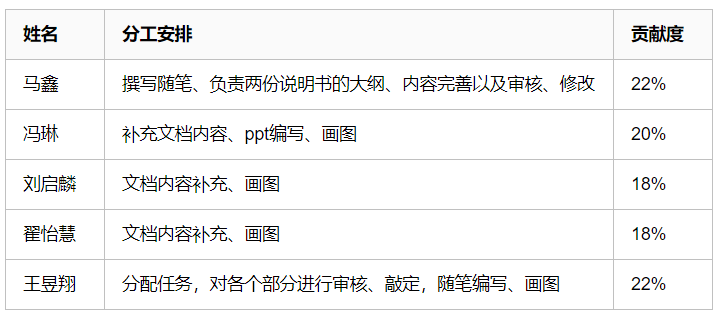 姓名 分工安排 贡献度
马鑫 撰写随笔、负责两份说明书的大纲、内容完善以及审核、修改 22%
冯琳 补充文档内容、ppt编写、画图 20%
刘启麟 文档内容补充、画图 18%
翟怡慧 文档内容补充、画图 18%
王昱翔 分配任务，对各个部分进行审核、敲定，随笔编写、画图 22%